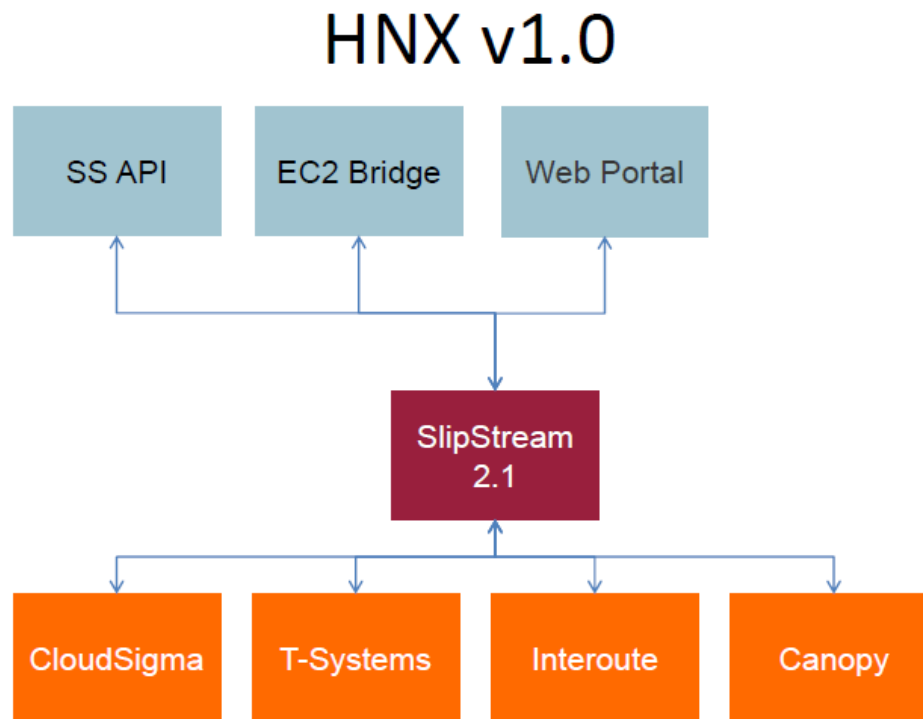 HNX v1.0
SS API
EC2 Bridge
Web Portal
SlipStream
2.1
CloudSigma
T-Systems
Interoute
Canopy